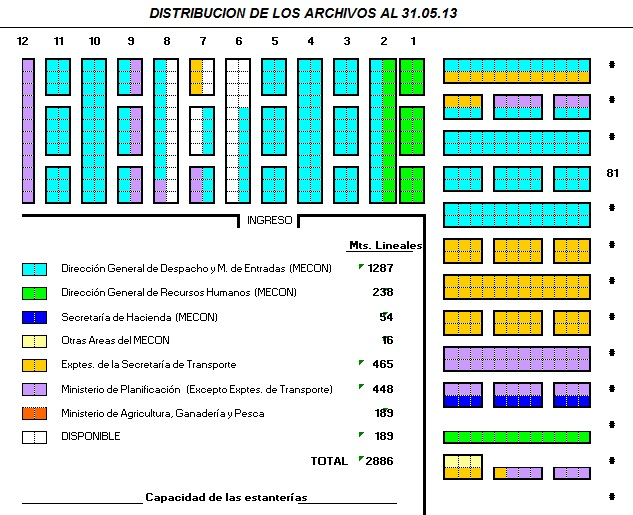 DISTRIBUCION DE LOS ARCHIVOS AL 31.05.13
12 11 10 9 8 7 6 5 4 3 2 1
#
#
#
81
#
#
#
#
#
#
#
#
#
INGRESO
Mts. Lineales
Dirección General de Despacho y M. de Entradas (MECON) 1287
Dirección General de Recursos Humanos (MECON) 238
Secretaría de Hacienda (MECON) 54
Otras Areas del MECON 16
Exptes. de la Secretaría de Transporte 465
Ministerio de Planificación (Excepto Exptes. de Transporte) 448
Ministerio de Agricultura, Ganadería y Pesca 189
DISPONIBLE 189
TOTAL 2886
Capacidad de las estanterías